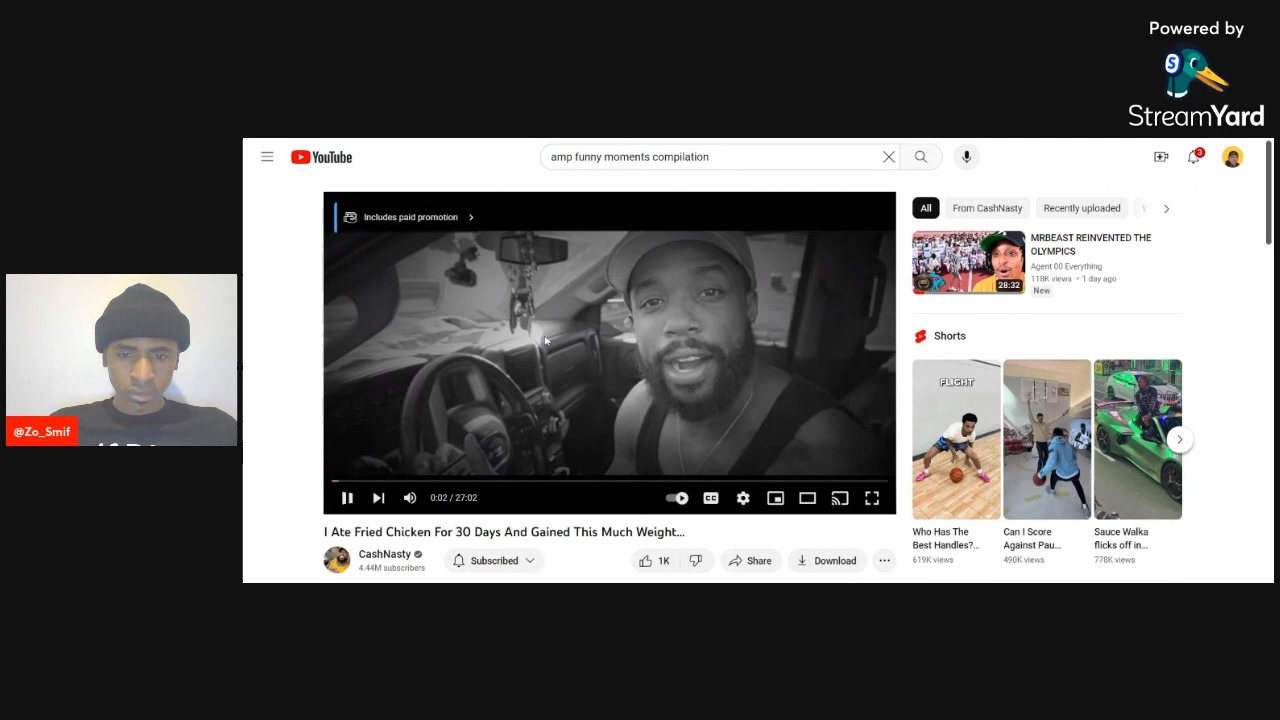 Powered by
StreamYard
YouTube
amp funny moments compilation
3
Includes paid promotion
0:02 / 27:02
CC
I Ate Fried Chicken For 30 Days And Gained This Much Weight...
CashNasty
4.44M subscribers
Subscribed
1K
Share
Download
All
From CashNasty
Recently uploaded
28:32
MRBEAST REINVENTED THE
OLYMPICS
Agent 00 Everything
118K views • 1 day ago
New
Shorts
FLIGHT
Who Has The
Best Handles?...
619K views
Can I Score
Against Pau...
490K views
Sauce Walka
flicks off in...
778K views
@Zo_Smif